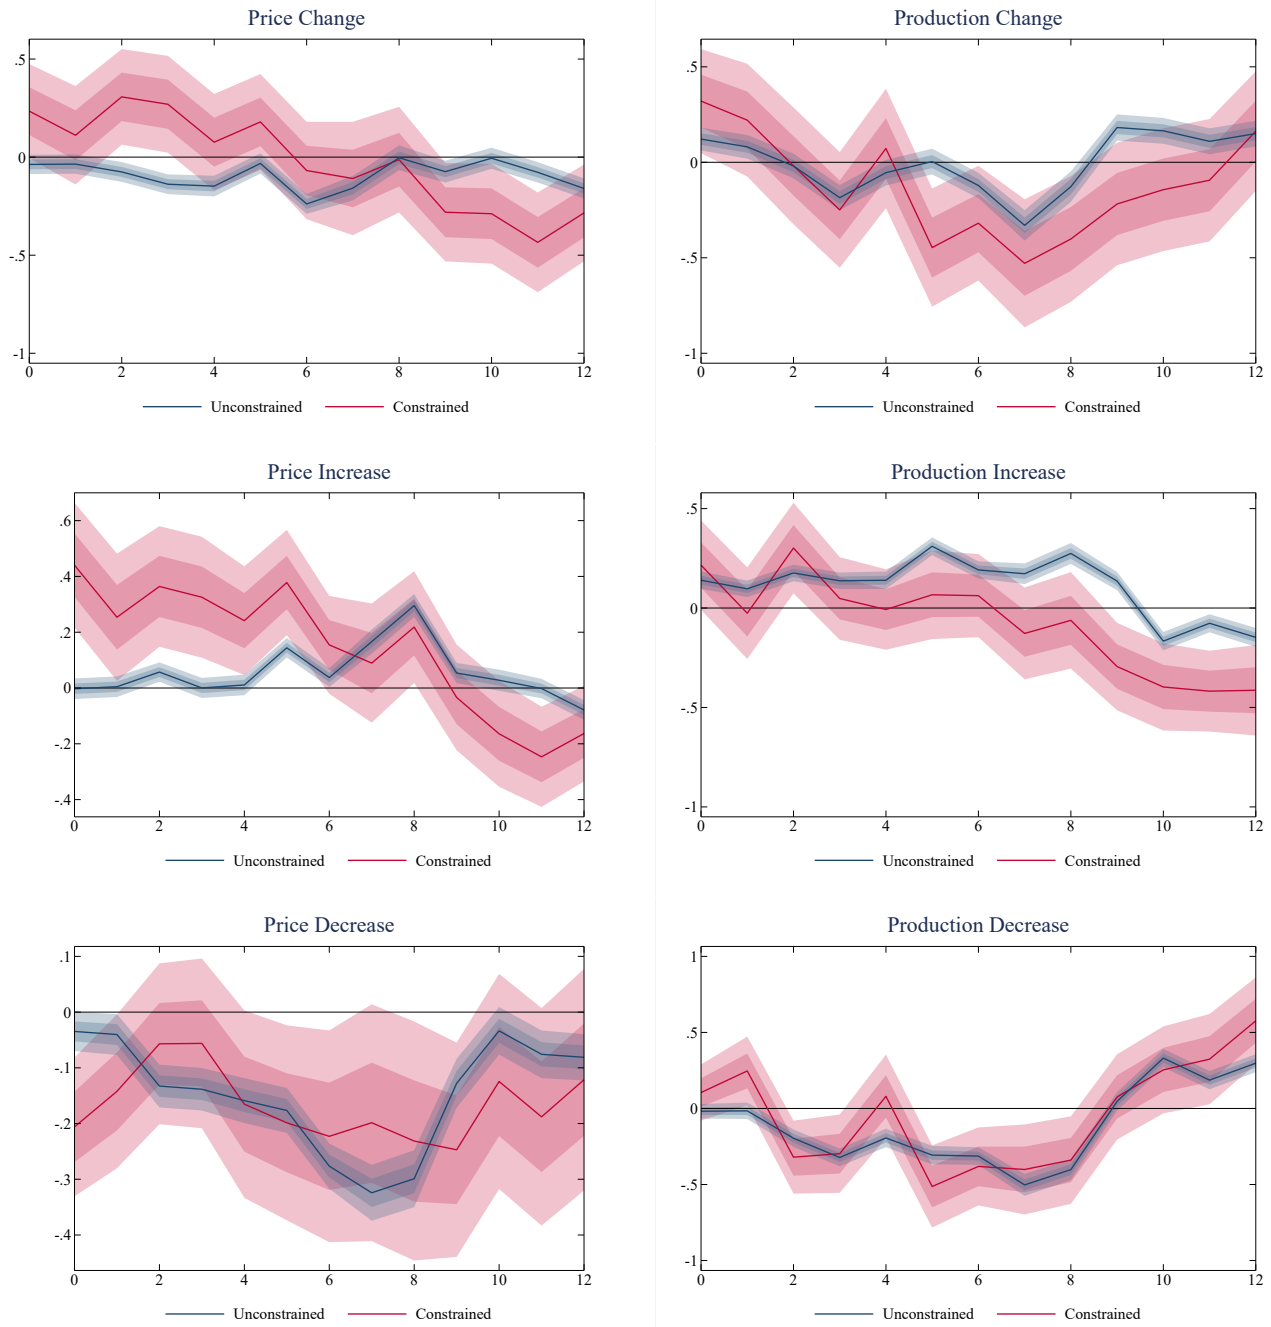 Price Change
.5
0
-.5
-1
0 2 4 6 8 10 12
Unconstrained Constrained
Production Change
.5
0
-.5
-1
0 2 4 6 8 10 12
Unconstrained Constrained
Price Increase
.6
.4
.2
0
-.2
-.4
0 2 4 6 8 10 12
Unconstrained Constrained
Production Increase
.5
0
-.5
-1
0 2 4 6 8 10 12
Unconstrained Constrained
Price Decrease
.1
0
-.1
-.2
-.3
-.4
0 2 4 6 8 10 12
Unconstrained Constrained
Production Decrease
1
.5
0
-.5
-1
0 2 4 6 8 10 12
Unconstrained Constrained